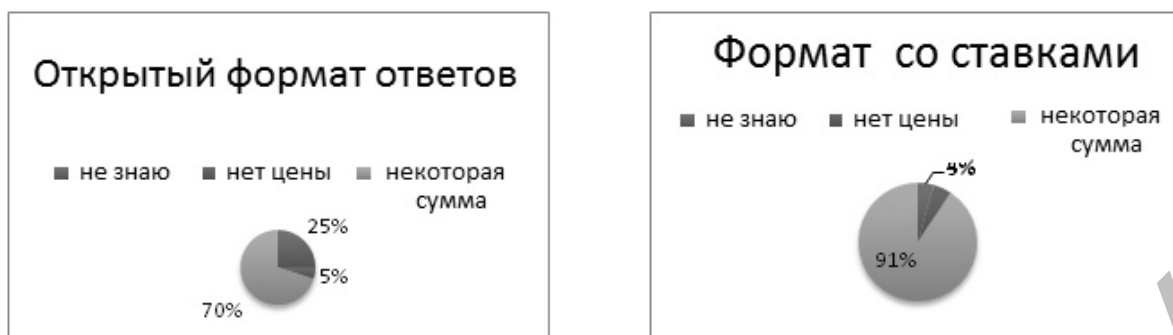 Открытый формат ответов
не знаю нет цены некоторая
сумма
25%
5%
70%
Формат со ставками
не знаю нет цены некоторая
сумма
91%